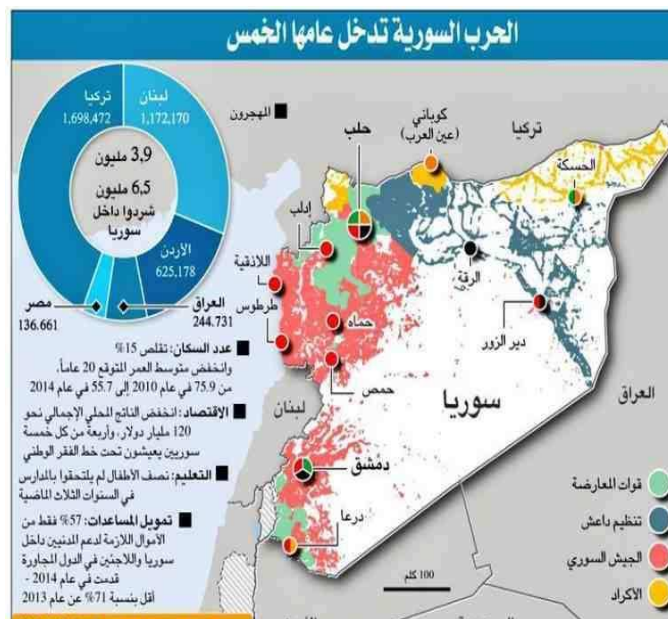 الحرب السورية تدخل عامها الخمس
المهجرون
لبنان
1,172,170
تركيا
1,698,472
3,9 مليون
6,5 مليون
شردوا داخل
سوريا
الأردن
625,178
العراق
244.731
مصر
136.661
عدد السكان: تقلص 15%
وانخفض متوسط العمر المتوقع 20 عاماً،
من 75.9 في عام 2010 إلى 55.7 في عام 2014
الاقتصاد: انخفض الناتج المحلي الإجمالي نحو
120 مليار دولار، وأربعة من كل خمسة
سوريين يعيشون تحت خط الفقر الوطني
التعليم: نصف الأطفال لم يلتحقوا بالمدارس
في السنوات الثلاث الماضية
تمويل المساعدات: 57% فقط من
الأموال اللازمة لدعم المدنيين داخل
سوريا واللاجئين في الدول المجاورة
قدمت في عام 2014 -
أقل بنسبة 71% عن عام 2013
تركيا
كوباني
(عين العرب)
حلب
الحسكة
إدلب
اللاذقية
الرقة
طرطوس
حماه
دير الزور
حمص
سوريا
العراق
لبنان
دمشق
درعا
100 كلم
قوات المعارضة
تنظيم داعش
الجيش السوري
الأكراد